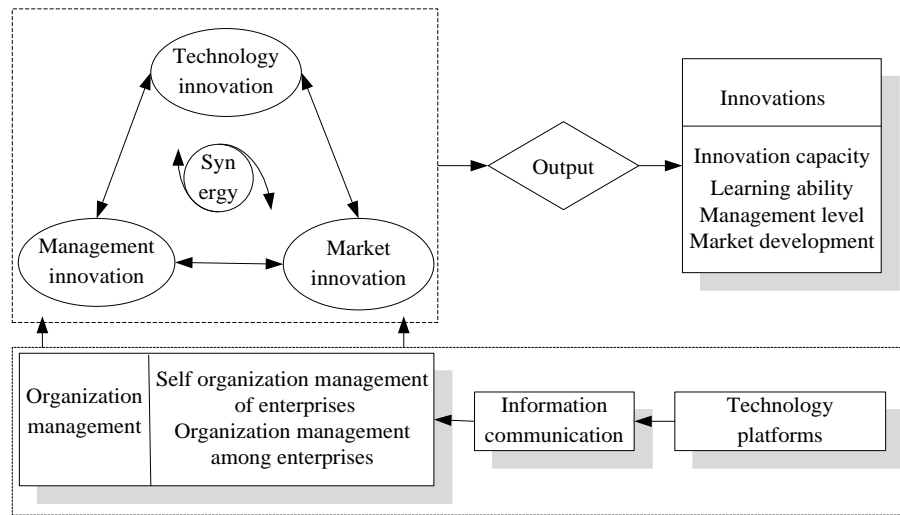 Technology
innovation
Syn
ergy
Management
innovation
Market
innovation
Output
Innovations
Innovation capacity
Learning ability
Management level
Market development
Organization
management
Self organization management
of enterprises
Organization management
among enterprises
Information
communication
Technology
platforms